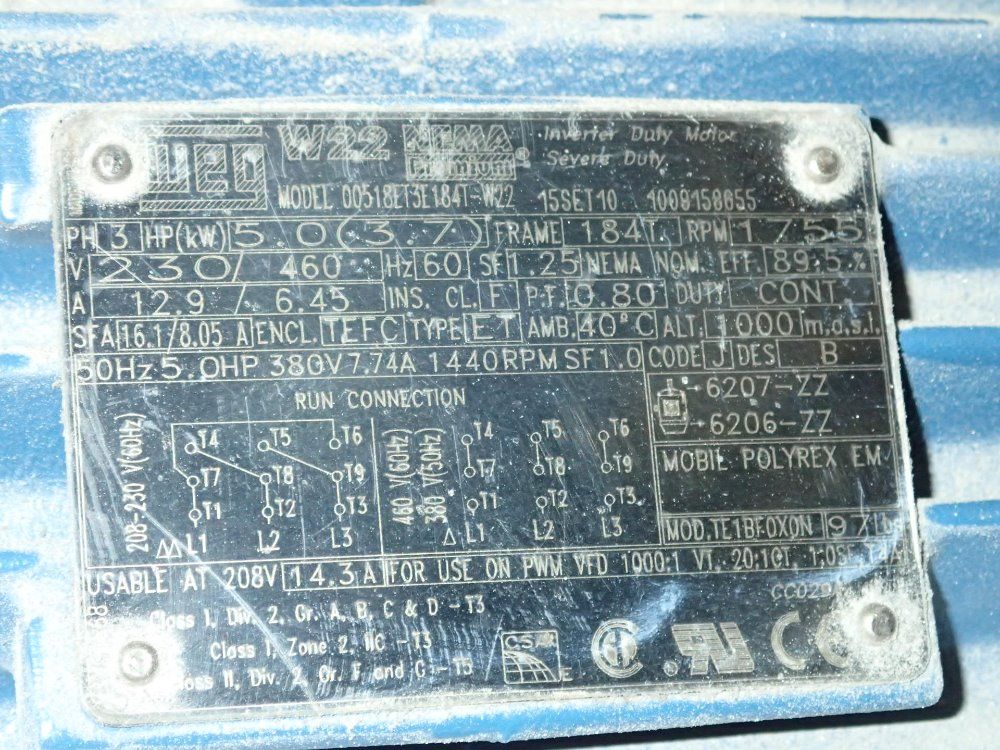 WEG W22 NEMA Premium® Inverter Duty Motor
Severe Duty
MODEL 00518ET3E184T-W22 15SET10 1009158655
PH 3 HP(kW) 5.0(3.7) FRAME 184T RPM 1755
V 230/ 460 Hz 60 SF 1.25 NEMA NOM. EFF. 89.5 %
A 12.9 / 6.45 INS. CL. F P.F. 0.80 DUTY CONT.
SFA 16.1/8.05 A ENCL. TEFC TYPE ET AMB. 40°C ALT. 1000 m.a.s.l.
50Hz 5.0HP 380V 7.74A 1440RPM SF1.0 CODE J DES B
RUN CONNECTION
208-230 V(60Hz)
T4 T5 T6
T7 T8 T9
T1 T2 T3
L1 L2 L3
460 V(60Hz)
380 V(50Hz)
T4 T5 T6
T7 T8 T9
T1 T2 T3
Δ L1 L2 L3
6207-ZZ
6206-ZZ
MOBIL POLYREX EM
MOD.TE1BFOX0N
USABLE AT 208V 14.3 A FOR USE ON PWM VFD 1000:1 VT, 20:1CT,
Class I, Div. 2, Gr. A, B, C & D - T3
Class I, Zone 2, IIC - T3
Class II, Div. 2, Gr. F and G - T5
CSA E
CE